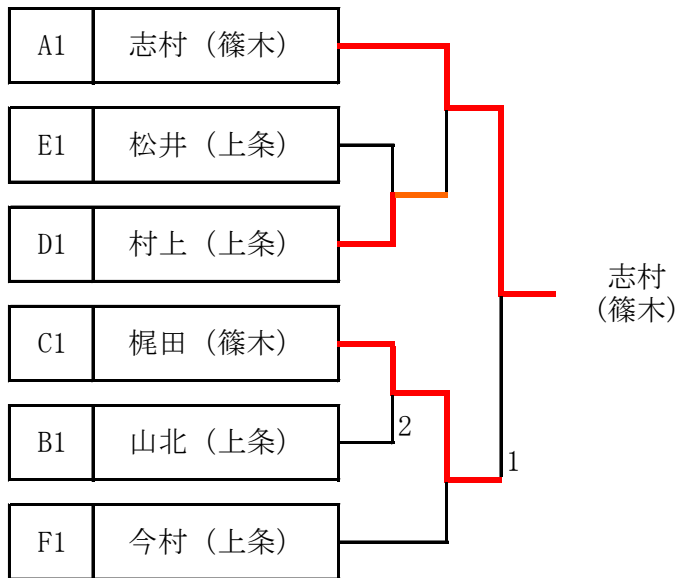 A1 志村（篠木）
E1 松井（上条）
D1 村上（上条）
志村
（篠木）
C1 梶田（篠木）
2
B1 山北（上条）
1
F1 今村（上条）